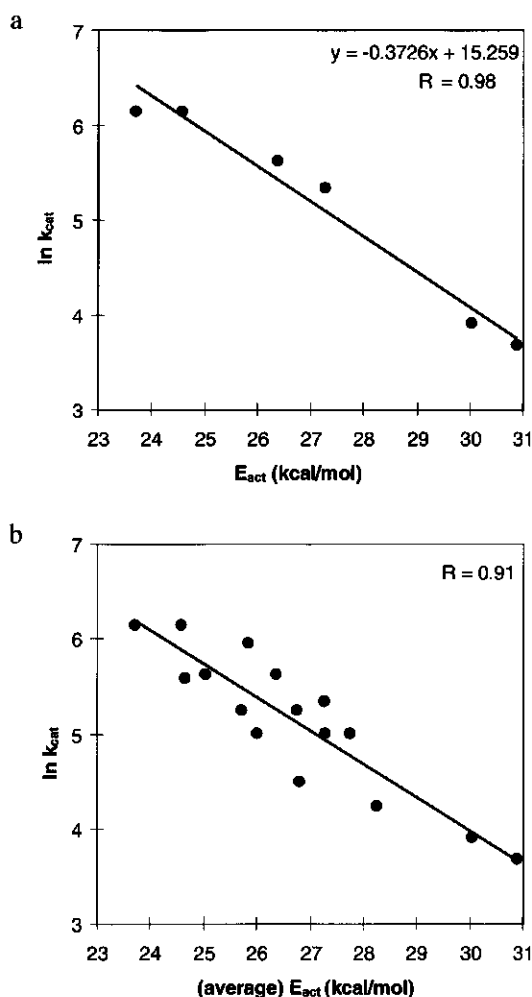 a
7
y = -0.3726x + 15.259
R = 0.98
6
5
4
3
ln kcat
23 24 25 26 27 28 29 30 31
Eact (kcal/mol)
b
7
R = 0.91
6
5
4
3
ln kcat
23 24 25 26 27 28 29 30 31
(average) Eact (kcal/mol)